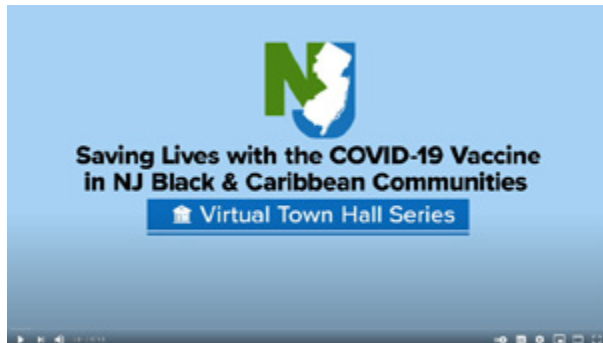 NJ
Saving Lives with the COVID-19 Vaccine
in NJ Black & Caribbean Communities
Virtual Town Hall Series